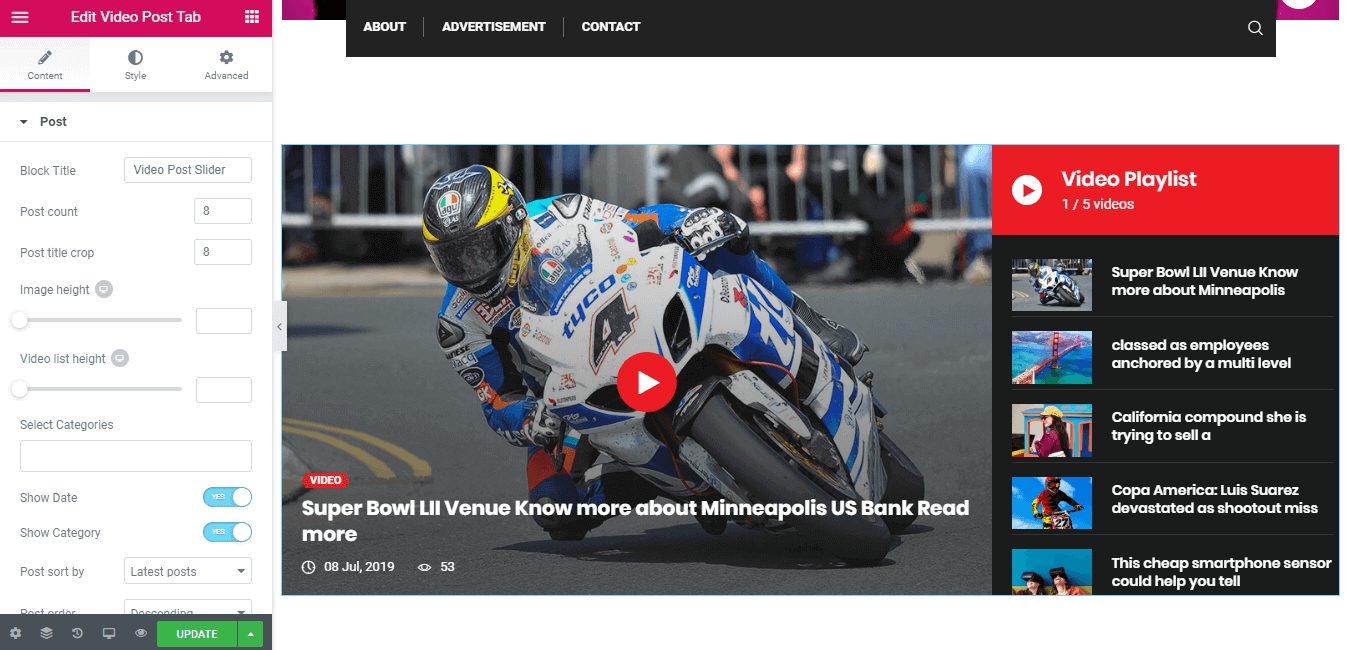 Edit Video Post Tab
Content
Style
Advanced
Post
Block Title
Video Post Slider
Post count
8
Post title crop
8
Image height
Video list height
Select Categories
Show Date
YES
Show Category
YES
Post sort by
Latest posts
Post order
Descending
UPDATE
ABOUT
ADVERTISEMENT
CONTACT
agu
AGV
tyco
4
VIDEO
Super Bowl LII Venue Know more about Minneapolis US Bank Read
more
08 Jul, 2019
53
Video Playlist
1 / 5 videos
Super Bowl LII Venue Know
more about Minneapolis
classed as employees
anchored by a multi level
California compound she is
trying to sell a
Copa America: Luis Suarez
devastated as shootout miss
This cheap smartphone sensor
could help you tell